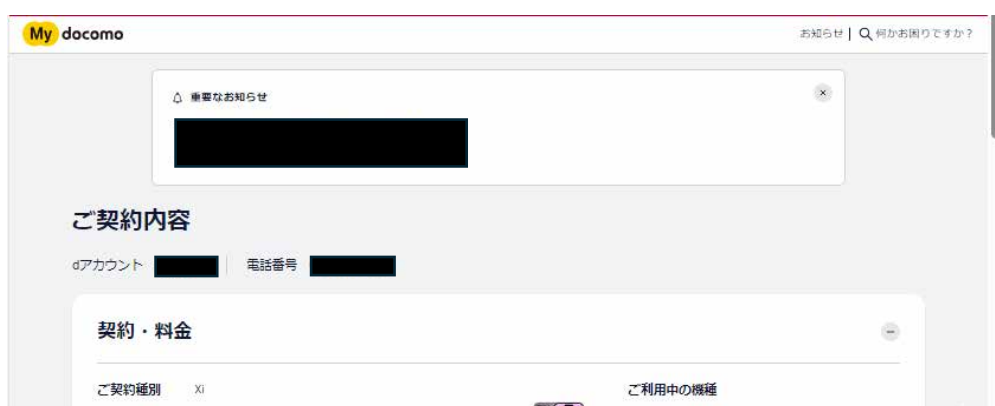 My docomo
お知らせ 何かお困りですか？
重要なお知らせ
ご契約内容
dアカウント 電話番号
契約・料金
ご契約種別 Xi ご利用中の機種